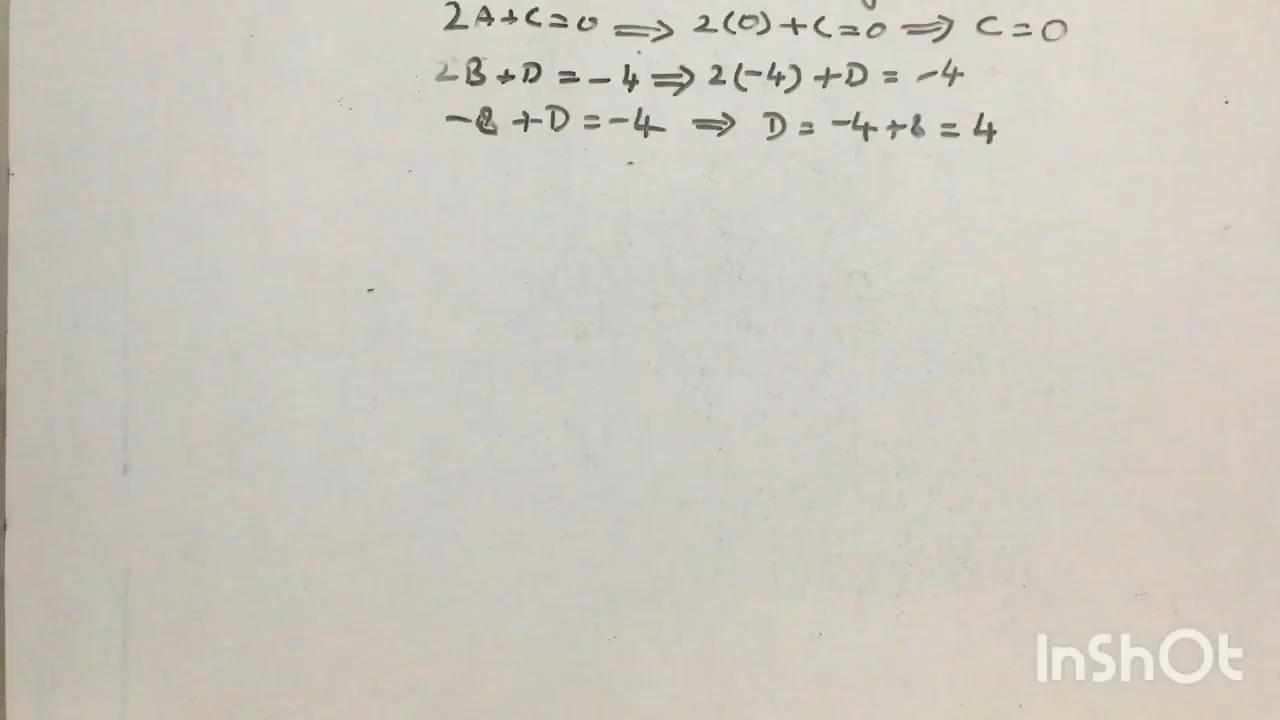 2A+C=0 ⟹ 2(0)+C=0 ⟹ C=0
2B+D=-4 ⟹ 2(-4)+D=-4
-8+D=-4 ⟹ D=-4+8=4
InShOt